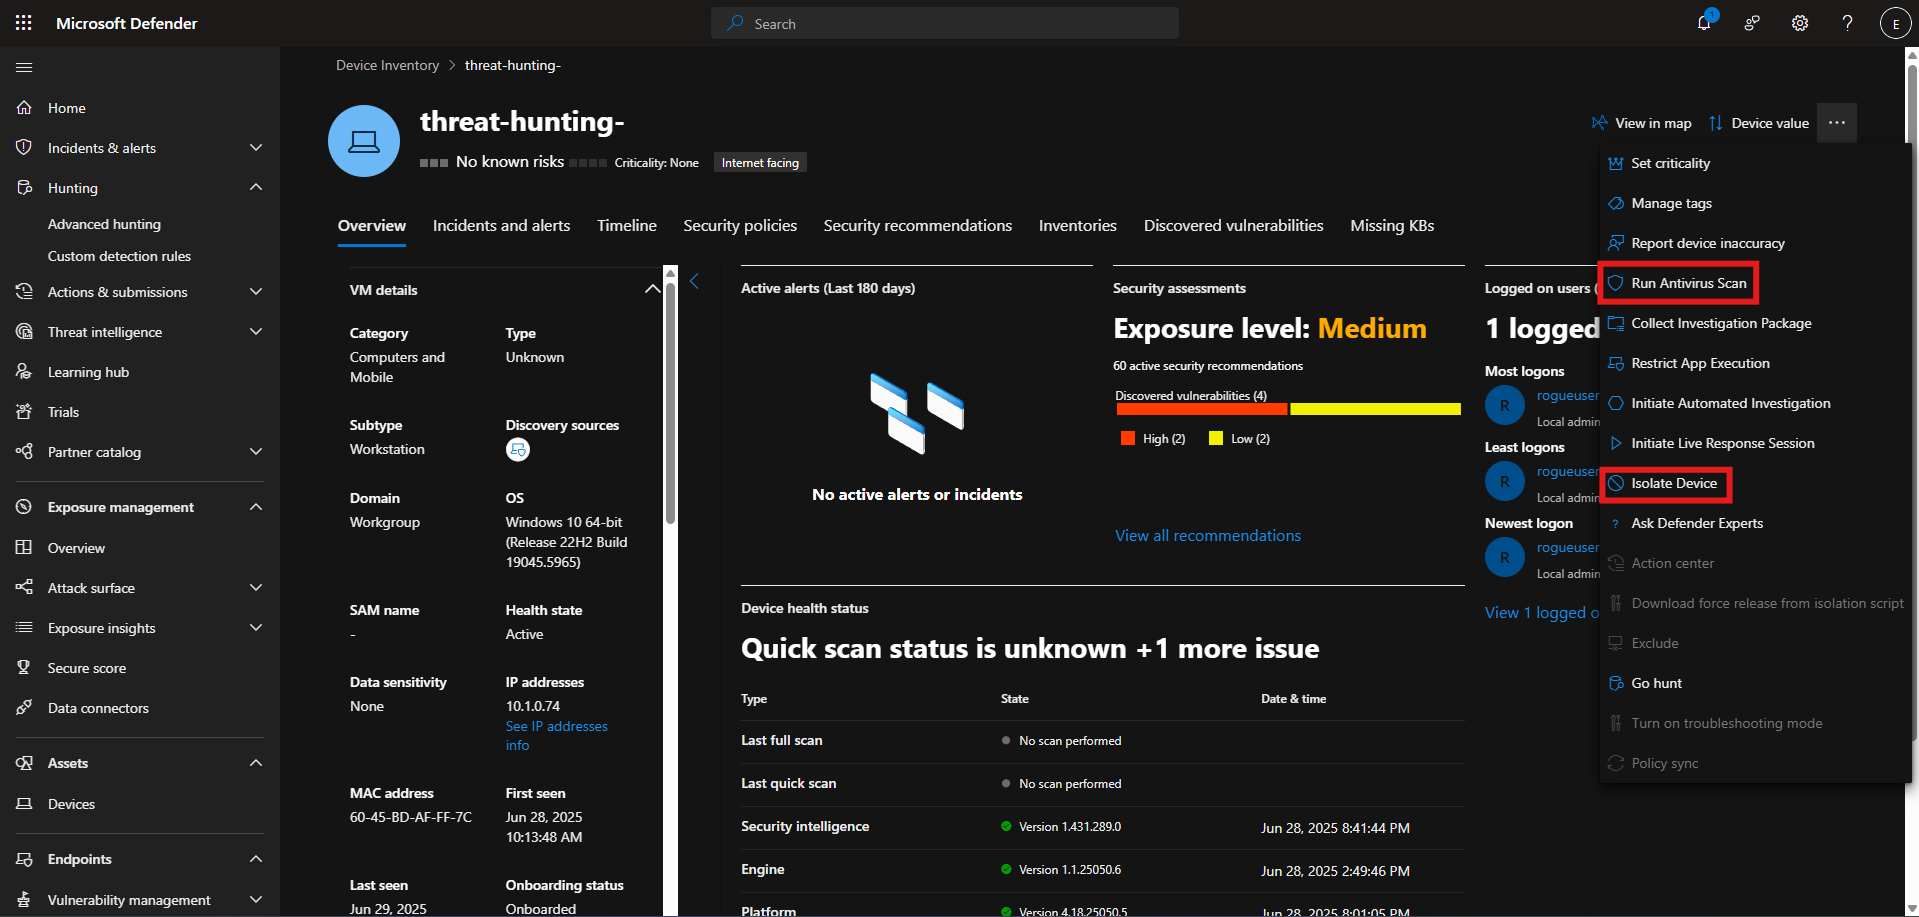 Microsoft Defender
Search
1
E
Home
Incidents & alerts
Hunting
Advanced hunting
Custom detection rules
Actions & submissions
Threat intelligence
Learning hub
Trials
Partner catalog
Exposure management
Overview
Attack surface
Exposure insights
Secure score
Data connectors
Assets
Devices
Endpoints
Vulnerability management
Device Inventory > threat-hunting-
threat-hunting-
No known risks Criticality: None Internet facing
View in map Device value ...
Overview Incidents and alerts Timeline Security policies Security recommendations Inventories Discovered vulnerabilities Missing KBs
VM details
Category Type
Computers and Mobile Unknown
Subtype Discovery sources
Workstation
Domain OS
Workgroup Windows 10 64-bit
(Release 22H2 Build
19045.5965)
SAM name Health state
- Active
Data sensitivity IP addresses
None 10.1.0.74
See IP addresses
info
MAC address First seen
60-45-BD-AF-FF-7C Jun 28, 2025
10:13:48 AM
Last seen Onboarding status
Jun 29, 2025 Onboarded
Active alerts (Last 180 days)
No active alerts or incidents
Security assessments
Exposure level: Medium
60 active security recommendations
Discovered vulnerabilities (4)
High (2) Low (2)
View all recommendations
Logged on users (
1 logged
Most logons
R rogueuser
Local admin
Least logons
R rogueuser
Local admin
Newest logon
R rogueuser
Local admin
View 1 logged o
Device health status
Quick scan status is unknown +1 more issue
Type State Date & time
Last full scan No scan performed
Last quick scan No scan performed
Security intelligence Version 1.431.289.0 Jun 28, 2025 8:41:44 PM
Engine Version 1.1.25050.6 Jun 28, 2025 2:49:46 PM
Platform Version 4.18.25050.5 Jun 28, 2025 8:01:05 PM
Set criticality
Manage tags
Report device inaccuracy
Run Antivirus Scan
Collect Investigation Package
Restrict App Execution
Initiate Automated Investigation
Initiate Live Response Session
Isolate Device
? Ask Defender Experts
Action center
Download force release from isolation script
Exclude
Go hunt
Turn on troubleshooting mode
Policy sync